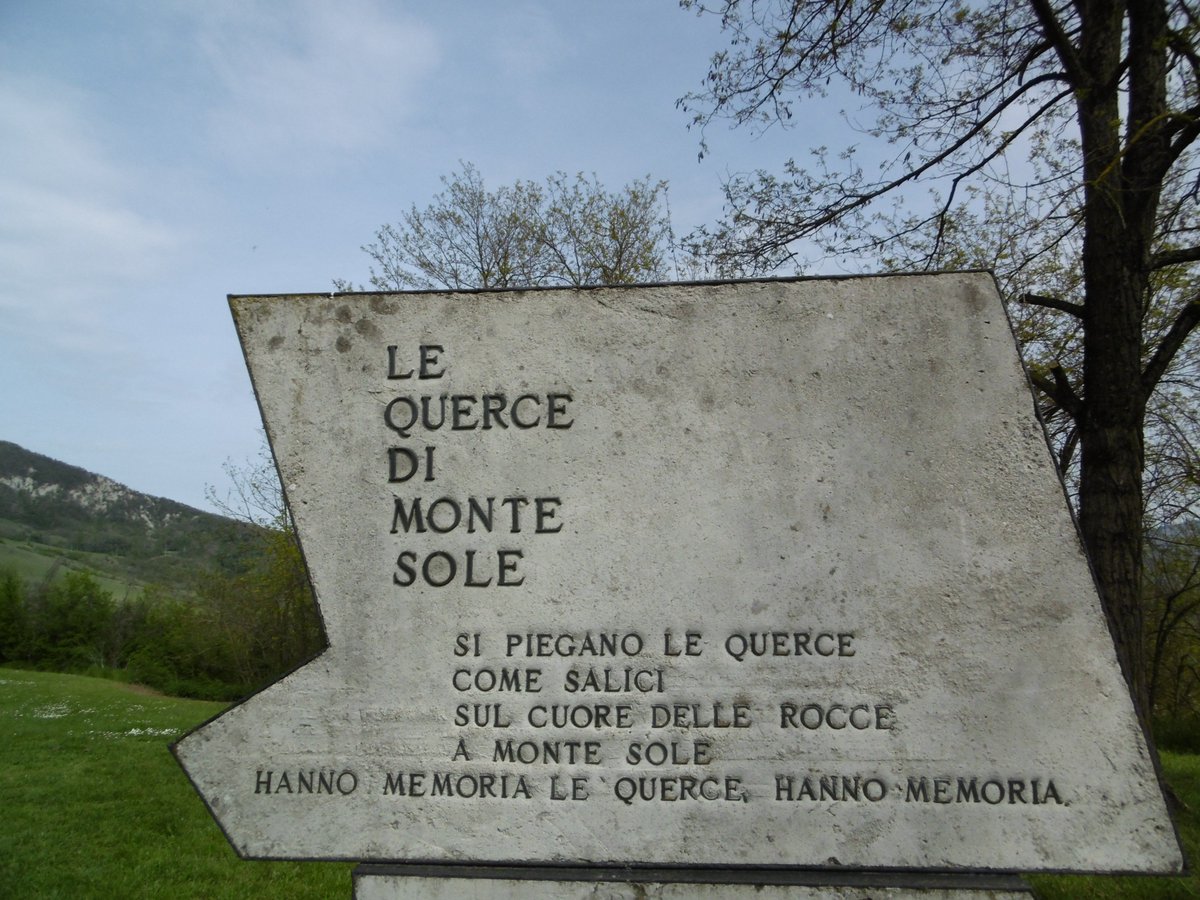 LE
QUERCE
DI
MONTE
SOLE
SI PIEGANO LE QUERCE
COME SALICI
SUL CUORE DELLE ROCCE
A MONTE SOLE
HANNO MEMORIA LE QUERCE, HANNO MEMORIA.